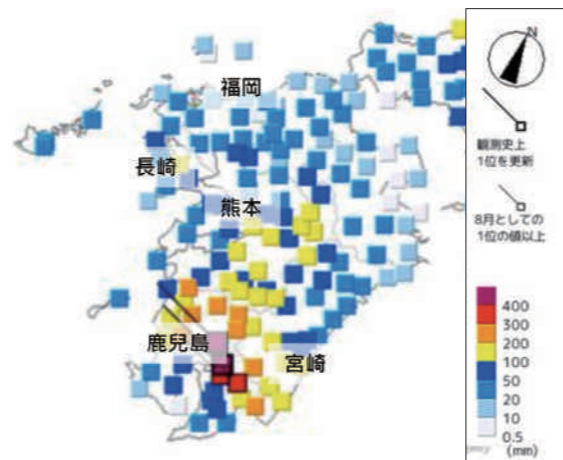 福岡
長崎
熊本
鹿兒島
宮崎
N
観測史上
1位を更新
8月としての
1位の値以上
400
300
200
100
50
20
10
0.5
(mm)